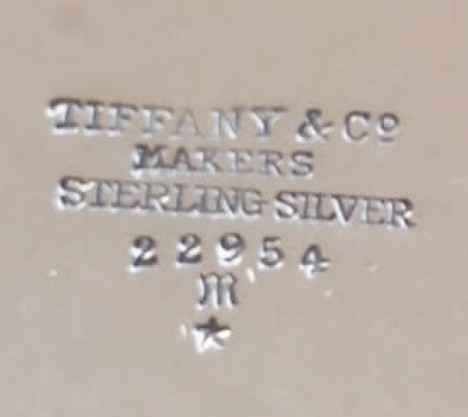 TIFFANY & Cº
MAKERS
STERLING SILVER
22954
m
★